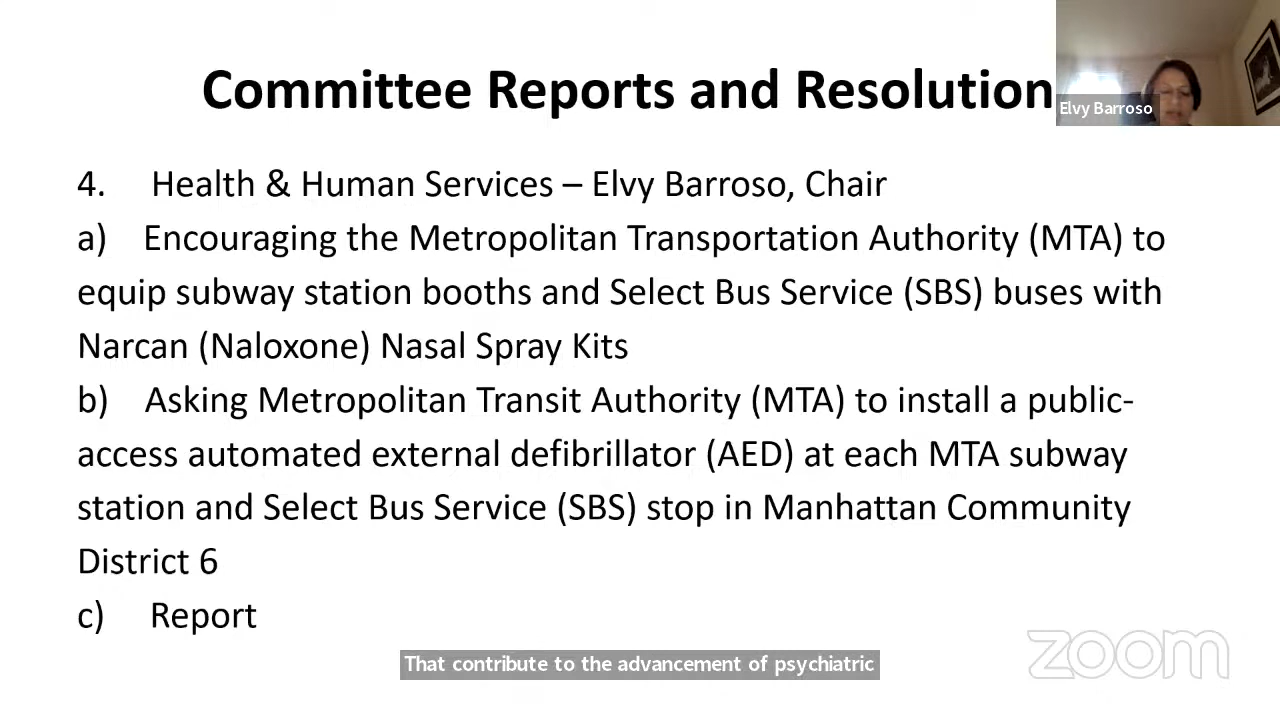 Committee Reports and Resolution
Elvy Barroso
4. Health & Human Services – Elvy Barroso, Chair
a) Encouraging the Metropolitan Transportation Authority (MTA) to
equip subway station booths and Select Bus Service (SBS) buses with
Narcan (Naloxone) Nasal Spray Kits
b) Asking Metropolitan Transit Authority (MTA) to install a public-
access automated external defibrillator (AED) at each MTA subway
station and Select Bus Service (SBS) stop in Manhattan Community
District 6
c) Report
That contribute to the advancement of psychiatric
zoom